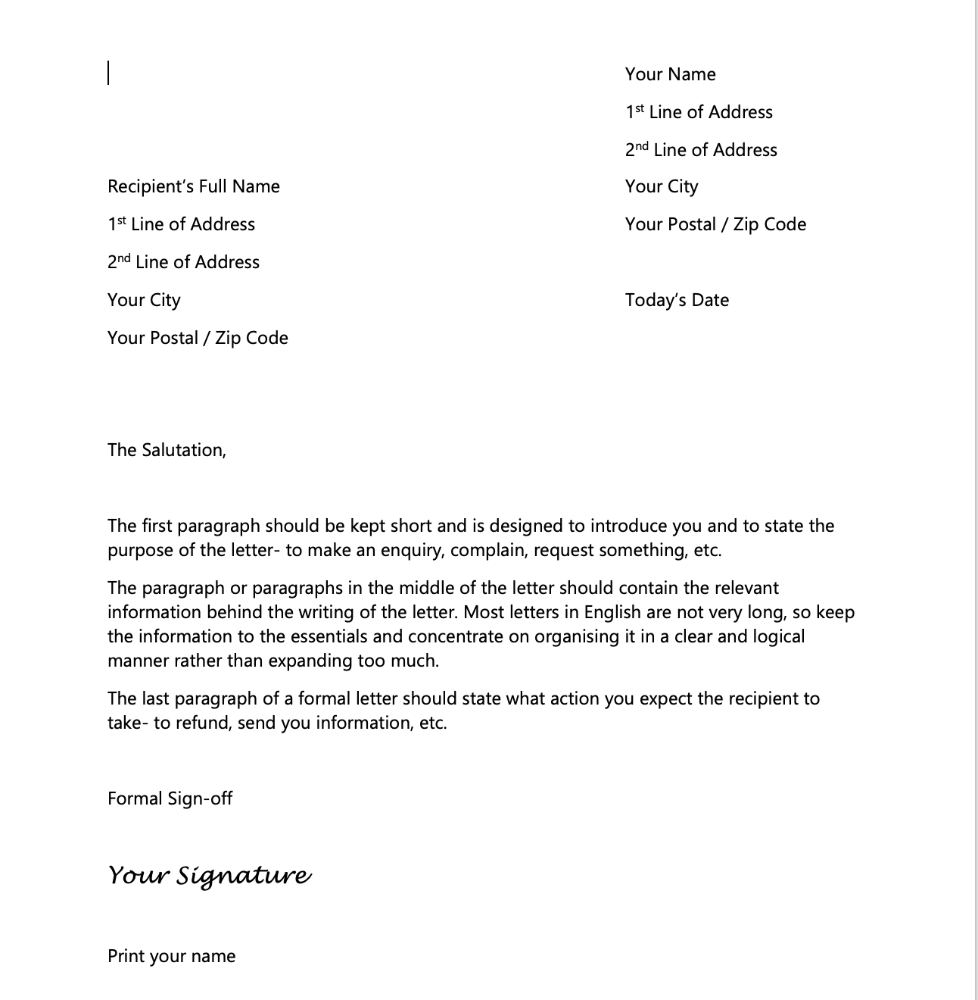 Your Name
1st Line of Address
2nd Line of Address
Recipient’s Full Name
Your City
1st Line of Address
Your Postal / Zip Code
2nd Line of Address
Your City
Today’s Date
Your Postal / Zip Code
The Salutation,
The first paragraph should be kept short and is designed to introduce you and to state the
purpose of the letter- to make an enquiry, complain, request something, etc.
The paragraph or paragraphs in the middle of the letter should contain the relevant
information behind the writing of the letter. Most letters in English are not very long, so keep
the information to the essentials and concentrate on organising it in a clear and logical
manner rather than expanding too much.
The last paragraph of a formal letter should state what action you expect the recipient to
take- to refund, send you information, etc.
Formal Sign-off
Your Signature
Print your name